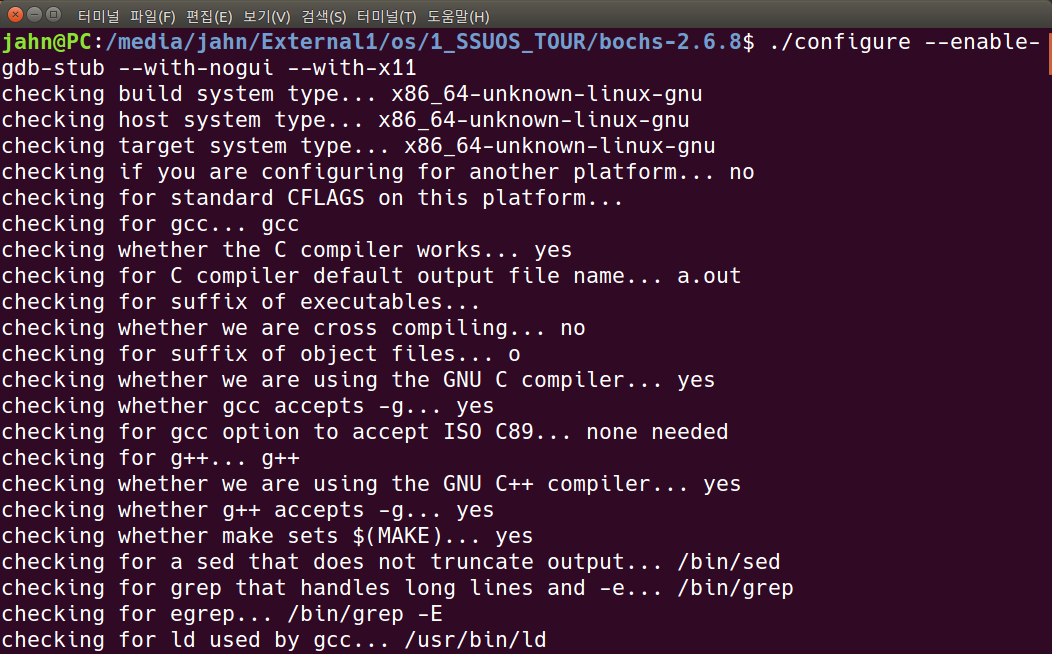 터미널 파일(F) 편집(E) 보기(V) 검색(S) 터미널(T) 도움말(H)
jahn@PC:/media/jahn/External1/os/1_SSUOS_TOUR/bochs-2.6.8$ ./configure --enable-
gdb-stub --with-nogui --with-x11
checking build system type... x86_64-unknown-linux-gnu
checking host system type... x86_64-unknown-linux-gnu
checking target system type... x86_64-unknown-linux-gnu
checking if you are configuring for another platform... no
checking for standard CFLAGS on this platform...
checking for gcc... gcc
checking whether the C compiler works... yes
checking for C compiler default output file name... a.out
checking for suffix of executables...
checking whether we are cross compiling... no
checking for suffix of object files... o
checking whether we are using the GNU C compiler... yes
checking whether gcc accepts -g... yes
checking for gcc option to accept ISO C89... none needed
checking for g++... g++
checking whether we are using the GNU C++ compiler... yes
checking whether g++ accepts -g... yes
checking whether make sets $(MAKE)... yes
checking for a sed that does not truncate output... /bin/sed
checking for grep that handles long lines and -e... /bin/grep
checking for egrep... /bin/grep -E
checking for ld used by gcc... /usr/bin/ld